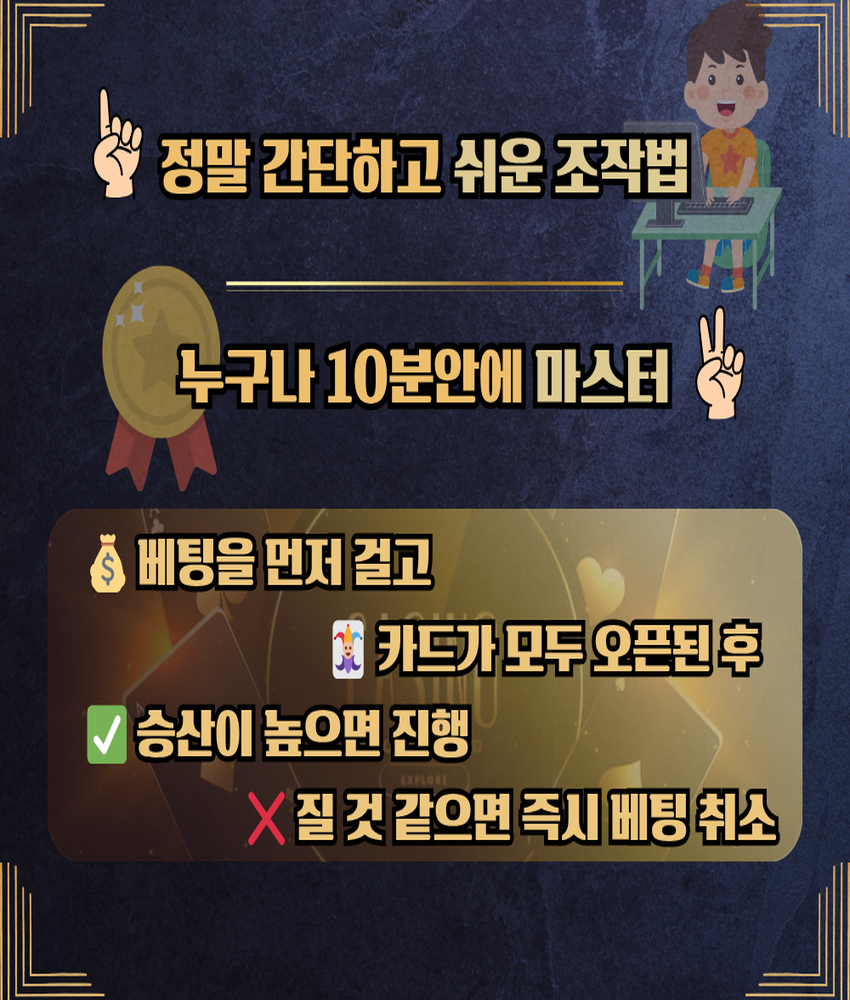 정말 간단하고 쉬운 조작법
누구나 10분안에 마스터
베팅을 먼저 걸고
카드가 모두 오픈된 후
승산이 높으면 진행
질 것 같으면 즉시 베팅 취소
CASINO
EXPLORE